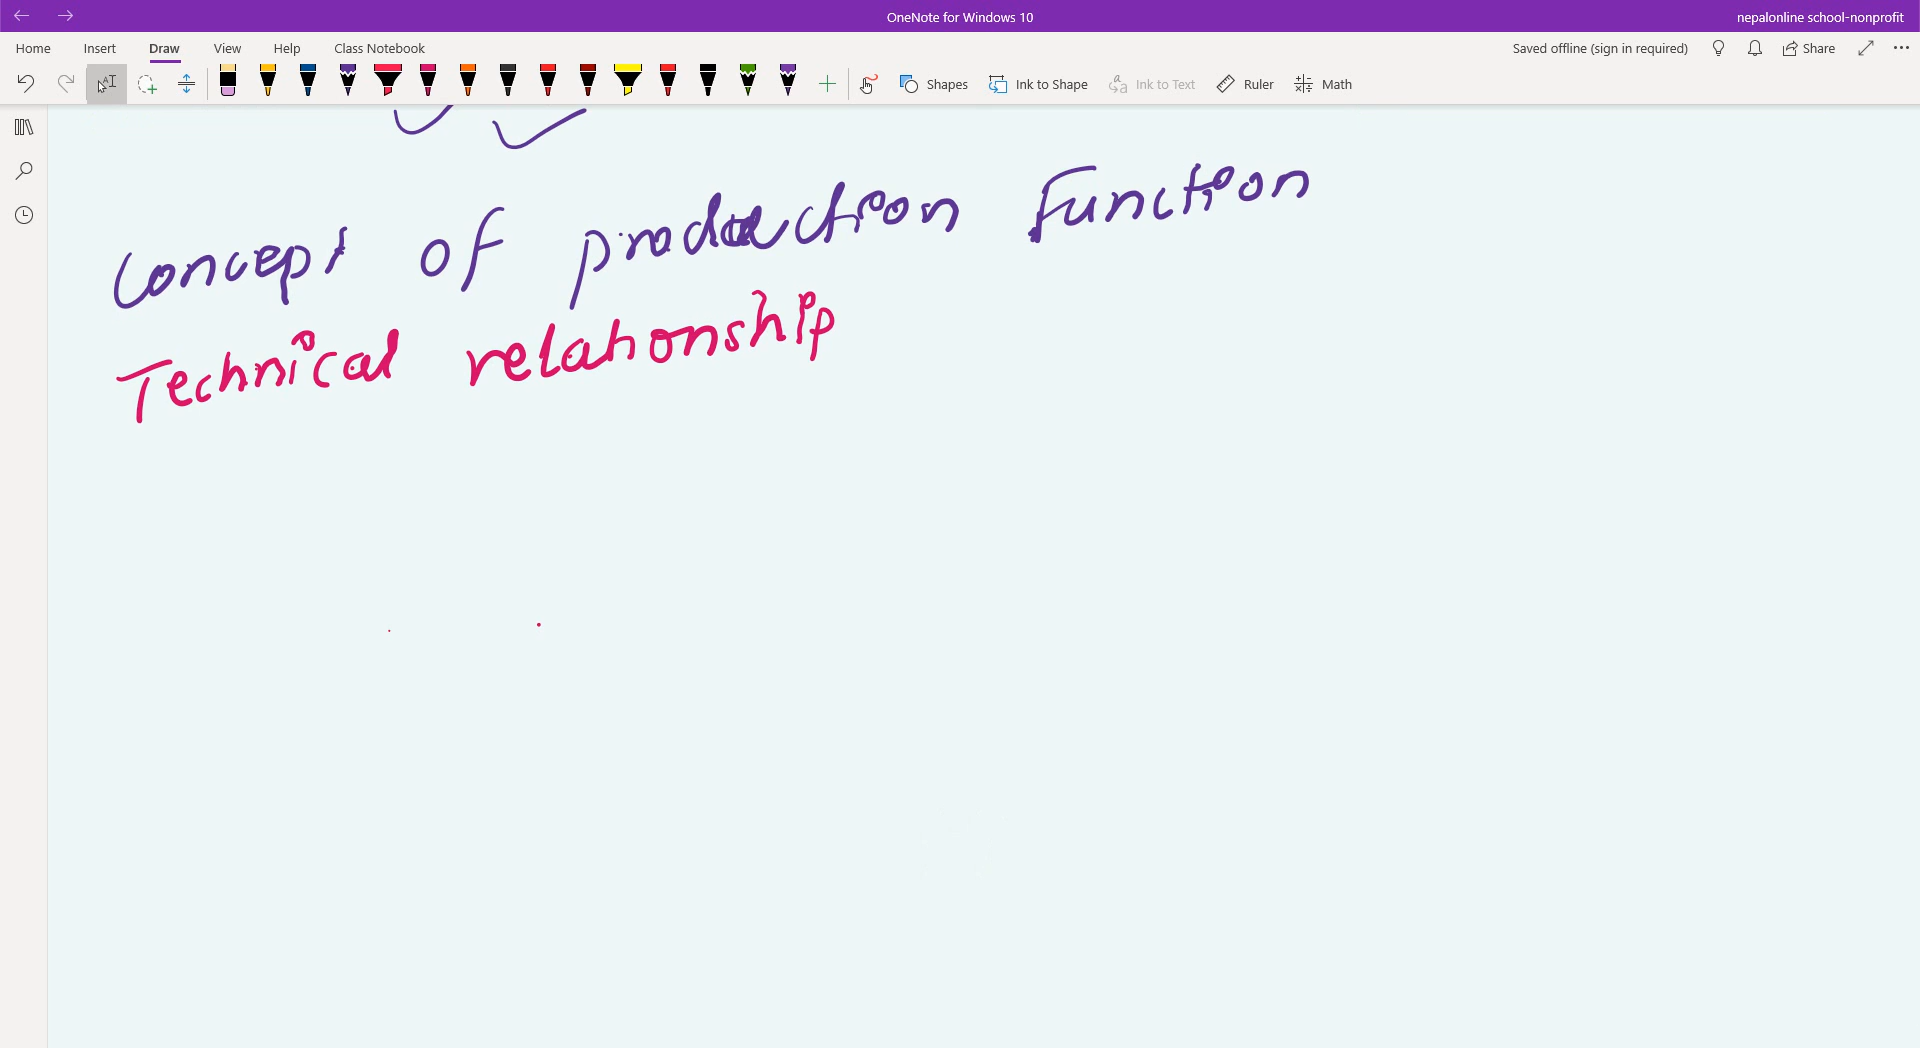 OneNote for Windows 10
nepalonline school-nonprofit
Home Insert Draw View Help Class Notebook
Saved offline (sign in required) Share
Shapes Ink to Shape Ink to Text Ruler Math
Concept of production Function
Technical relationship